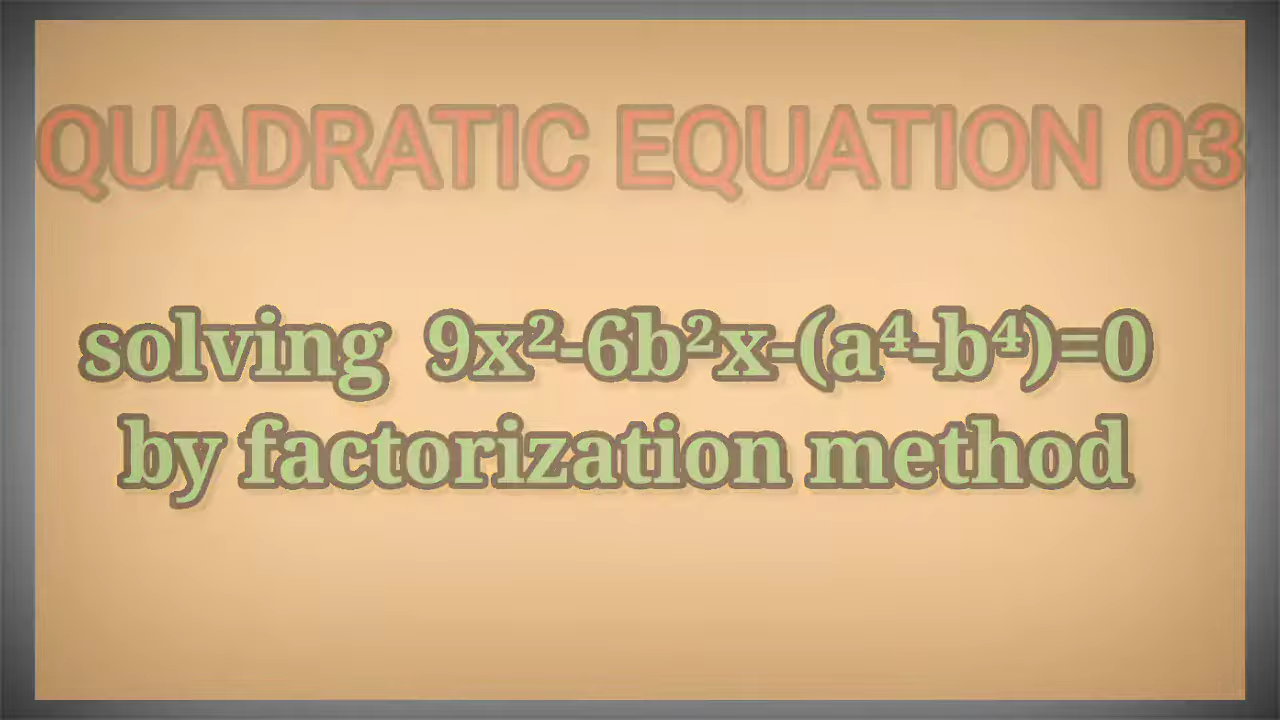 QUADRATIC EQUATION 03
solving 9x²-6b²x-(a⁴-b⁴)=0
by factorization method